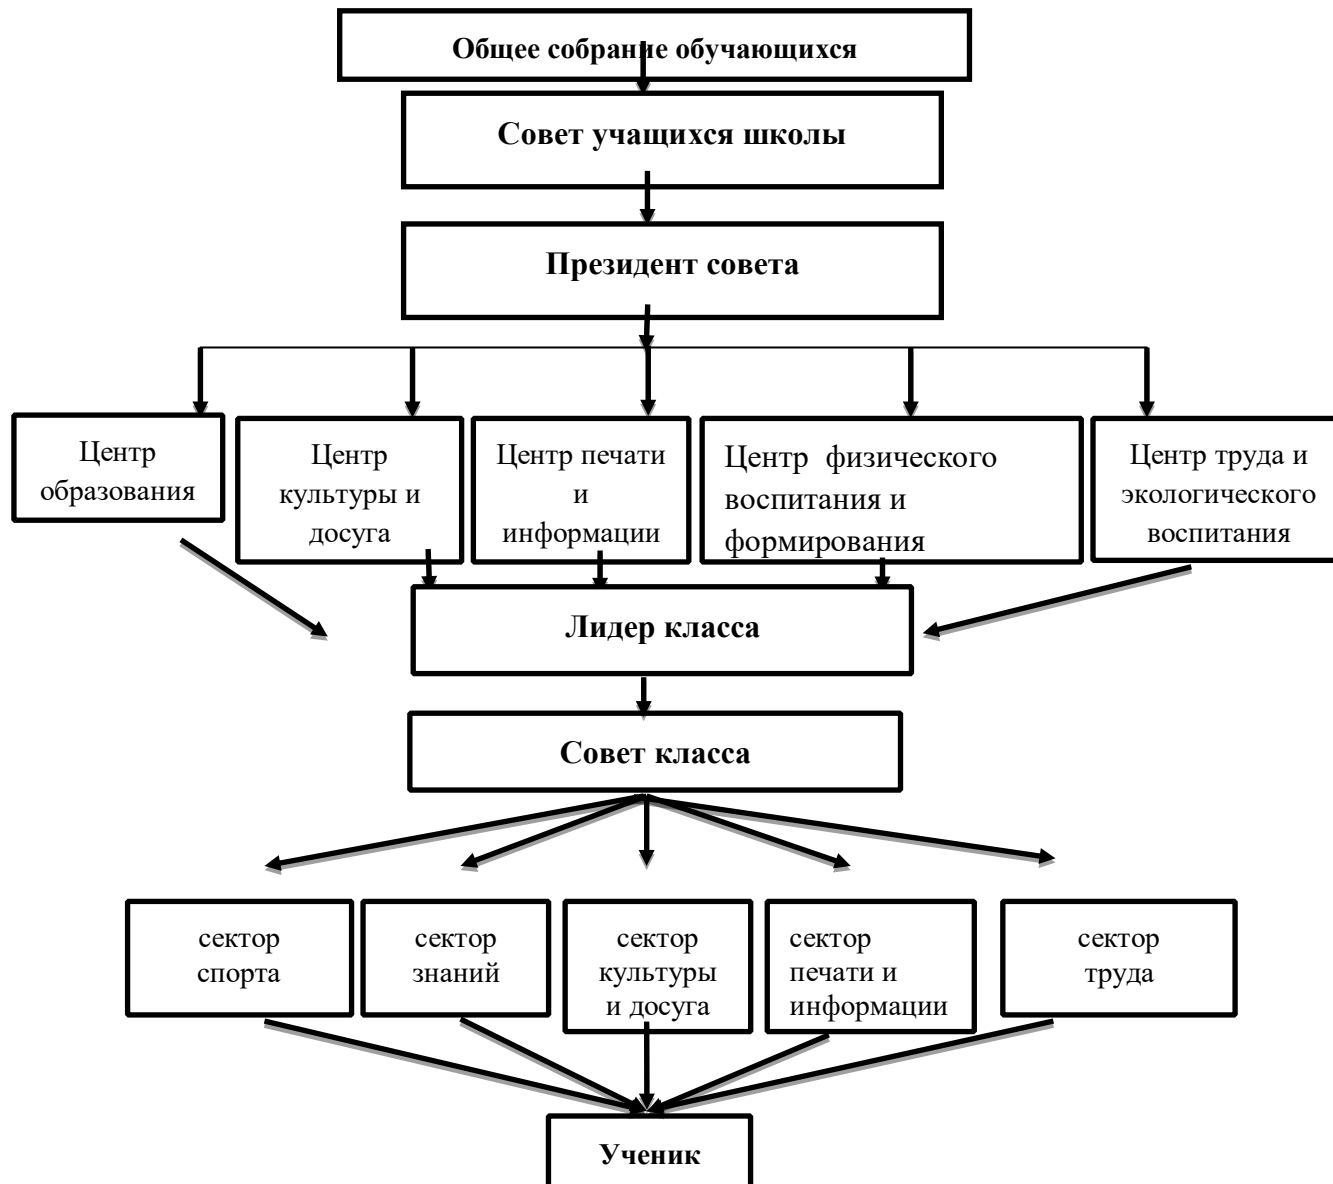 Общее собрание обучающихся
Совет учащихся школы
Президент совета
Центр
образования
Центр
культуры и
досуга
Центр печати
и
информации
Центр физического
воспитания и
формирования
Центр труда и
экологического
воспитания
Лидер класса
Совет класса
сектор
спорта
сектор
знаний
сектор
культуры
и досуга
сектор
печати и
информации
сектор
труда
Ученик